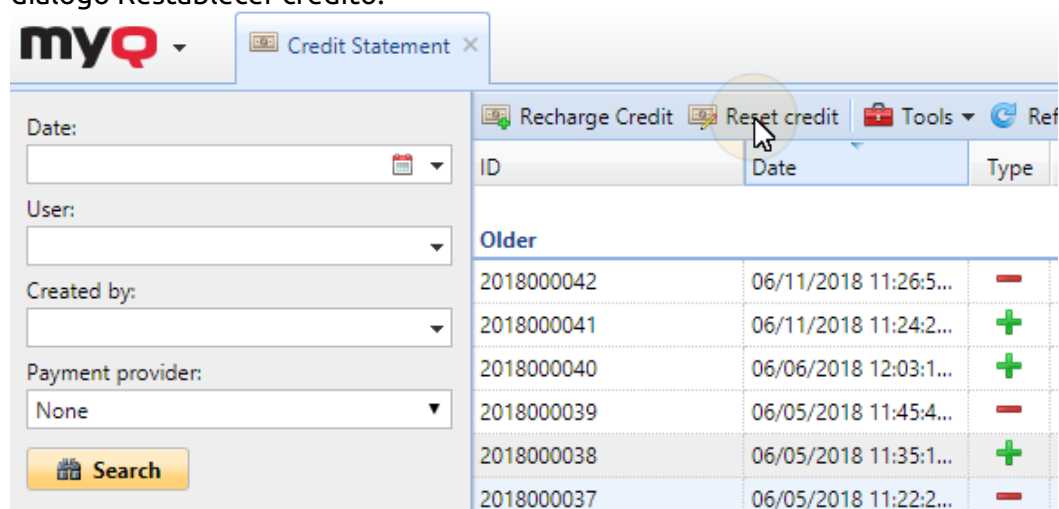 diálogo Restablecer crédito.
myQ
Credit Statement
Date:
User:
Created by:
Payment provider:
None
Search
Recharge Credit Reset credit Tools
ID Date Type
Older
2018000042 06/11/2018 11:26:5...
2018000041 06/11/2018 11:24:2...
2018000040 06/06/2018 12:03:1...
2018000039 06/05/2018 11:45:4...
2018000038 06/05/2018 11:35:1...
2018000037 06/05/2018 11:22:2...